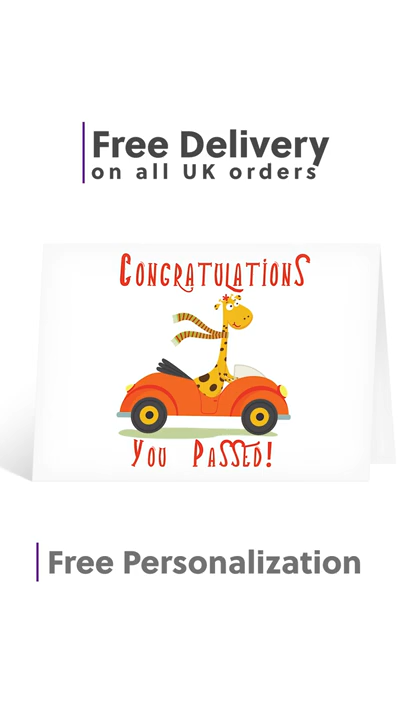 Free Delivery
on all UK orders
CONGRATULATIONS
YOU PASSED!
Free Personalization